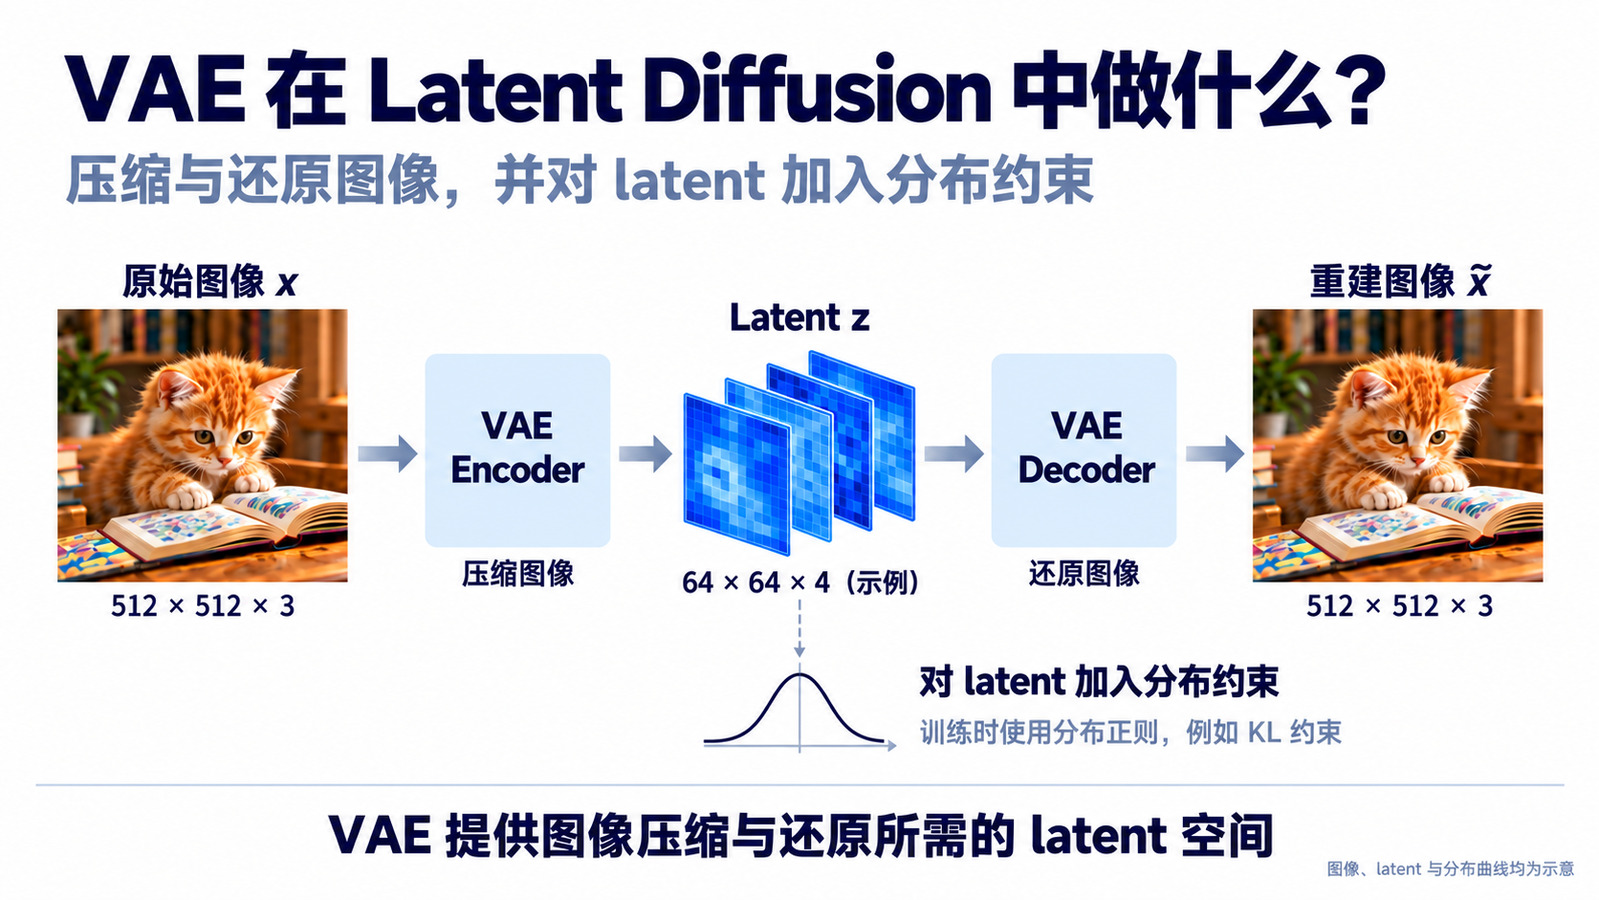 VAE 在 Latent Diffusion 中做什么?
压缩与还原图像，并对 latent 加入分布约束
原始图像 x
512 × 512 × 3
VAE
Encoder
压缩图像
Latent z
64 × 64 × 4（示例）
VAE
Decoder
还原图像
重建图像 x̃
512 × 512 × 3
对 latent 加入分布约束
训练时使用分布正则，例如 KL 约束
VAE 提供图像压缩与还原所需的 latent 空间
图像、latent 与分布曲线均为示意